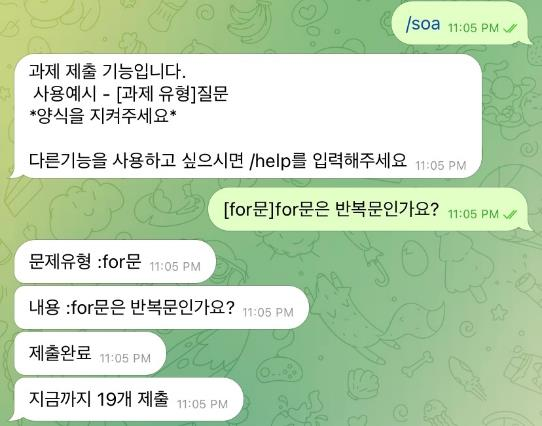 /soa 11:05 PM
과제 제출 기능입니다.
사용예시 - [과제 유형]질문
*양식을 지켜주세요*
다른기능을 사용하고 싶으시면 /help를 입력해주세요 11:05 PM
[for문]for문은 반복문인가요? 11:05 PM
문제유형 :for문 11:05 PM
내용 :for문은 반복문인가요? 11:05 PM
제출완료 11:05 PM
지금까지 19개 제출 11:05 PM